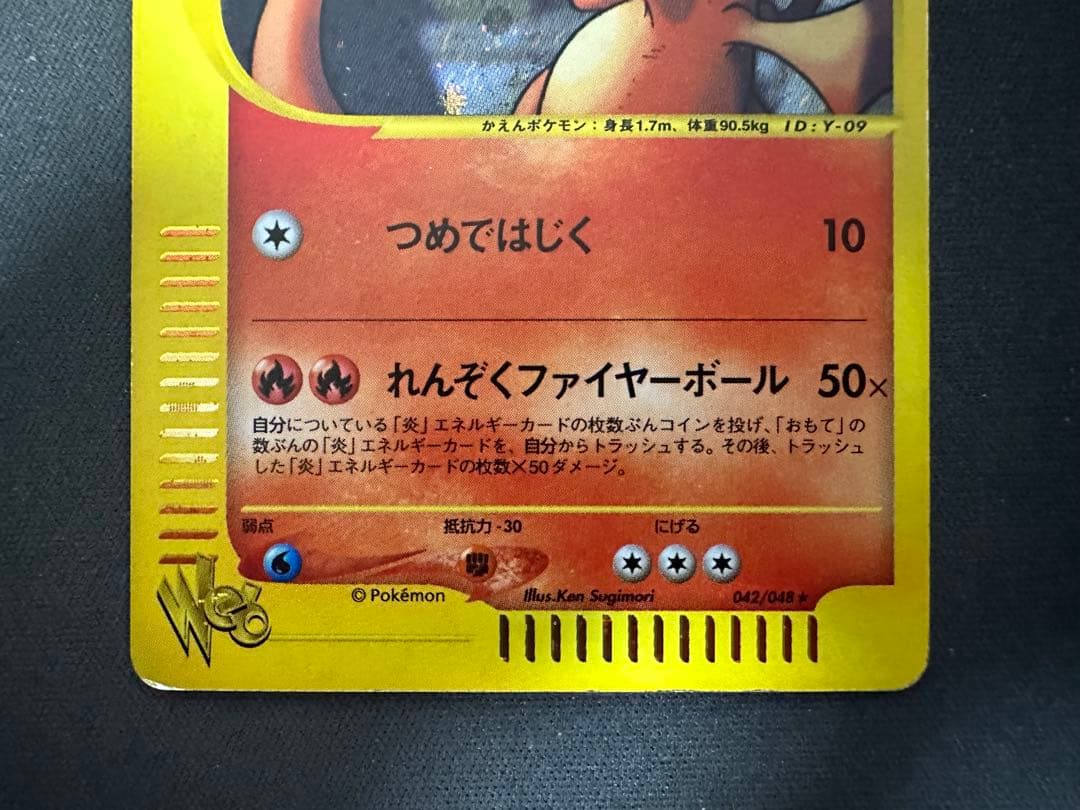 かえんポケモン：身長1.7m、体重90.5kg ID:Y-09
つめではじく 10
れんぞくファイヤーボール 50×
自分についている「炎」エネルギーカードの枚数ぶんコインを投げ、「おもて」の
数ぶんの「炎」エネルギーカードを、自分からトラッシュする。その後、トラッシュ
した「炎」エネルギーカードの枚数×50ダメージ。
弱点 抵抗力-30 にげる
Web
©Pokémon Illus.Ken Sugimori 042/048★